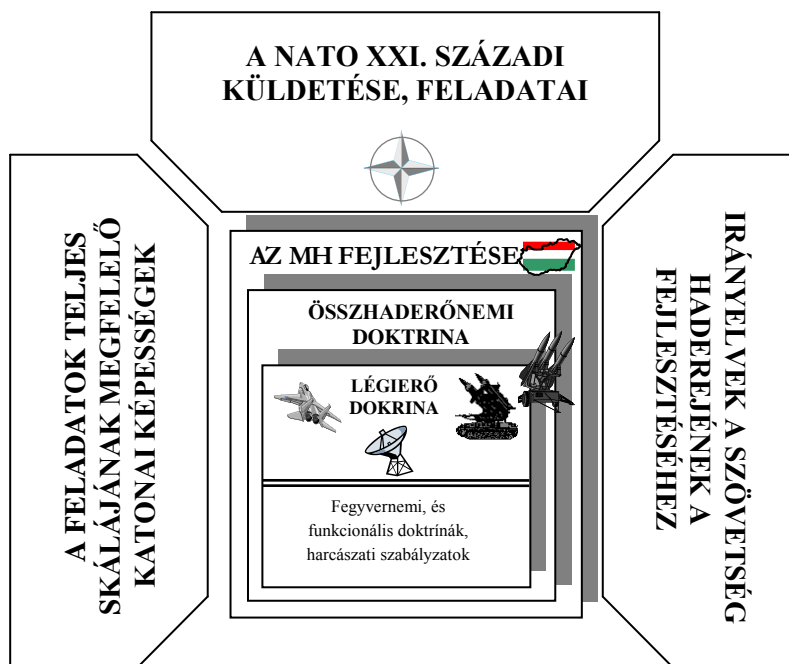 A NATO XXI. SZÁZADI
KÜLDETÉSE, FELADATAI
A FELADATOK TELJES
SKÁLÁJÁNAK MEGFELELŐ
KATONAI KÉPESSÉGEK
AZ MH FEJLESZTÉSE
ÖSSZHADERŐNEMI
DOKTRINA
LÉGIERŐ
DOKRINA
Fegyvernemi, és
funkcionális doktrínák,
harcászati szabályzatok
IRÁNYELVEK A SZÖVETSÉG
HADEREJÉNEK A
FEJLESZTÉSÉHEZ